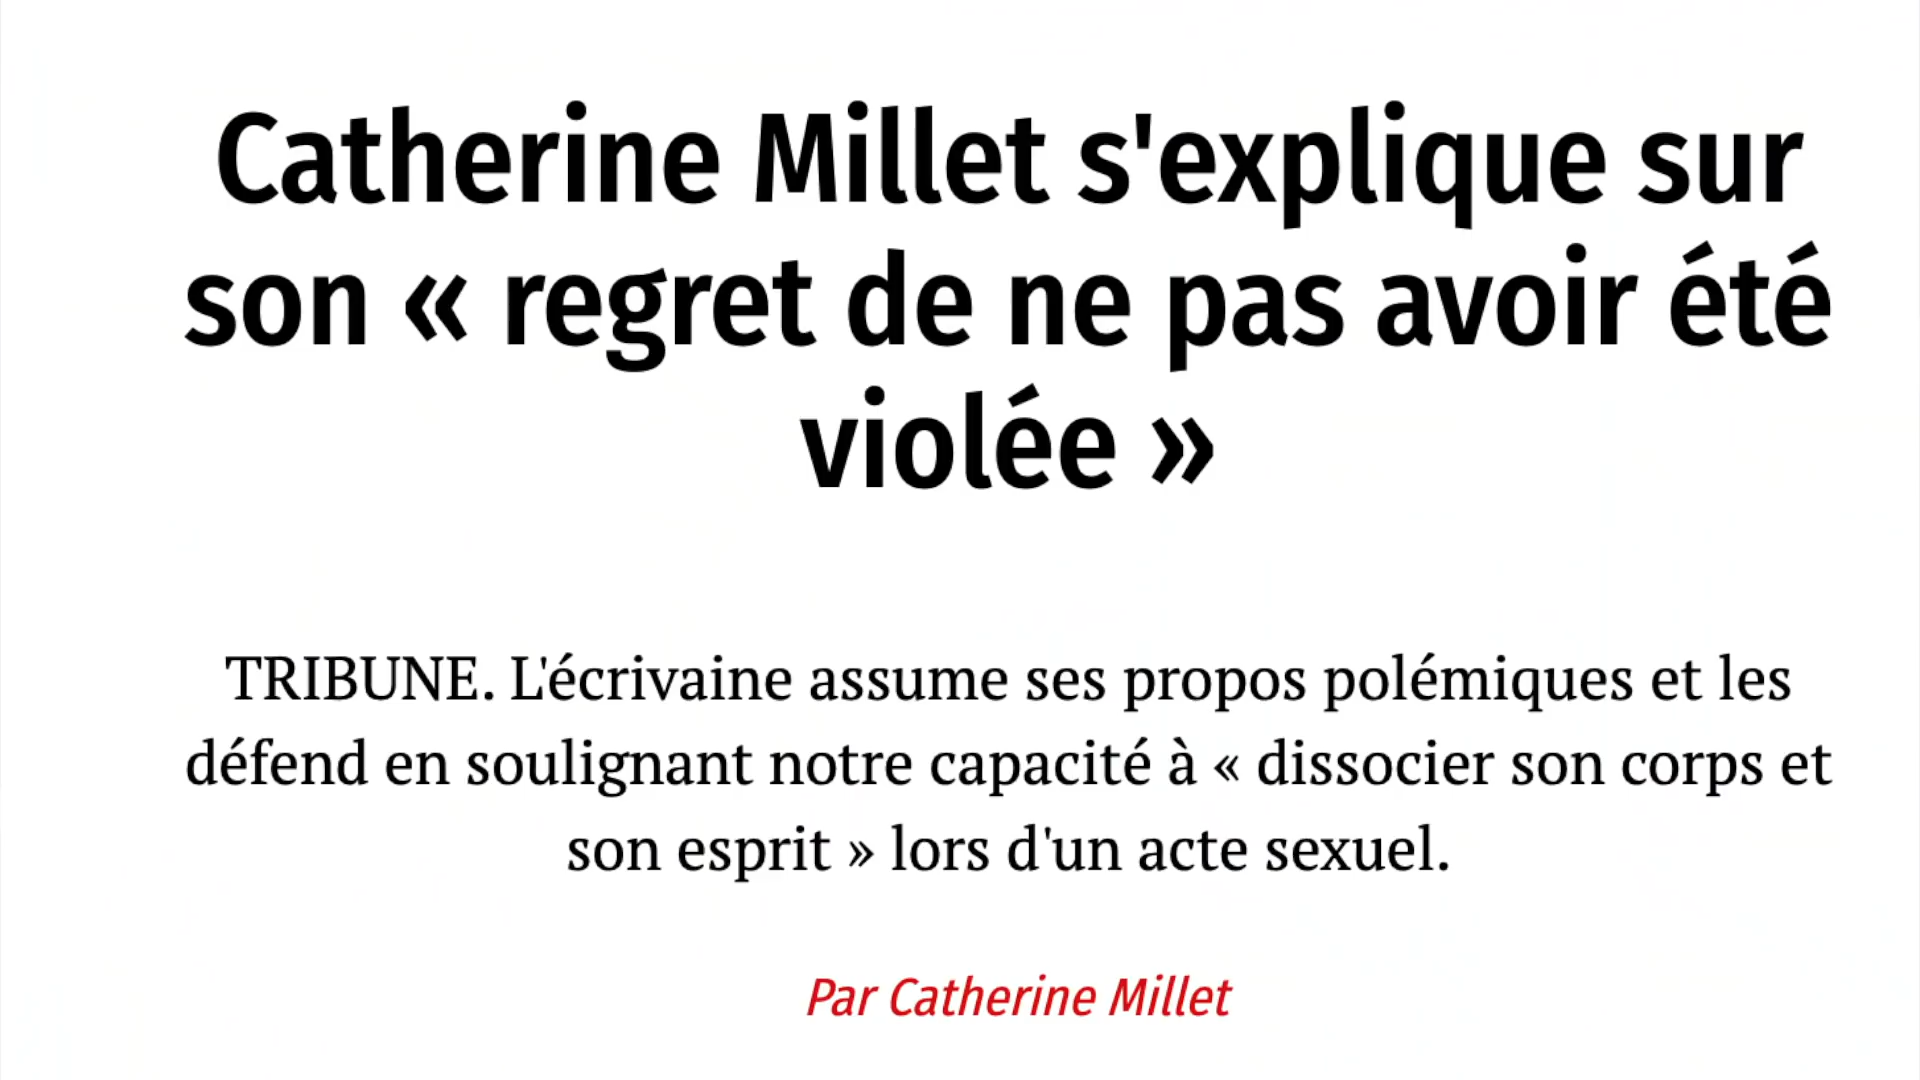 Catherine Millet s'explique sur
son « regret de ne pas avoir été
violée »
TRIBUNE. L'écrivaine assume ses propos polémiques et les
défend en soulignant notre capacité à « dissocier son corps et
son esprit » lors d'un acte sexuel.
Par Catherine Millet